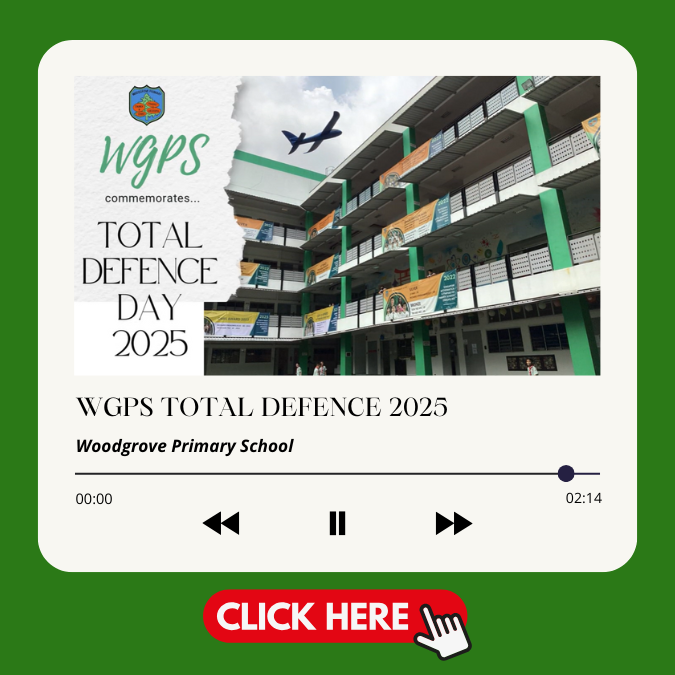 WGPS
commemorates...
TOTAL
DEFENCE
DAY
2025
WGPS TOTAL DEFENCE 2025
Woodgrove Primary School
00:00
02:14
CLICK HERE